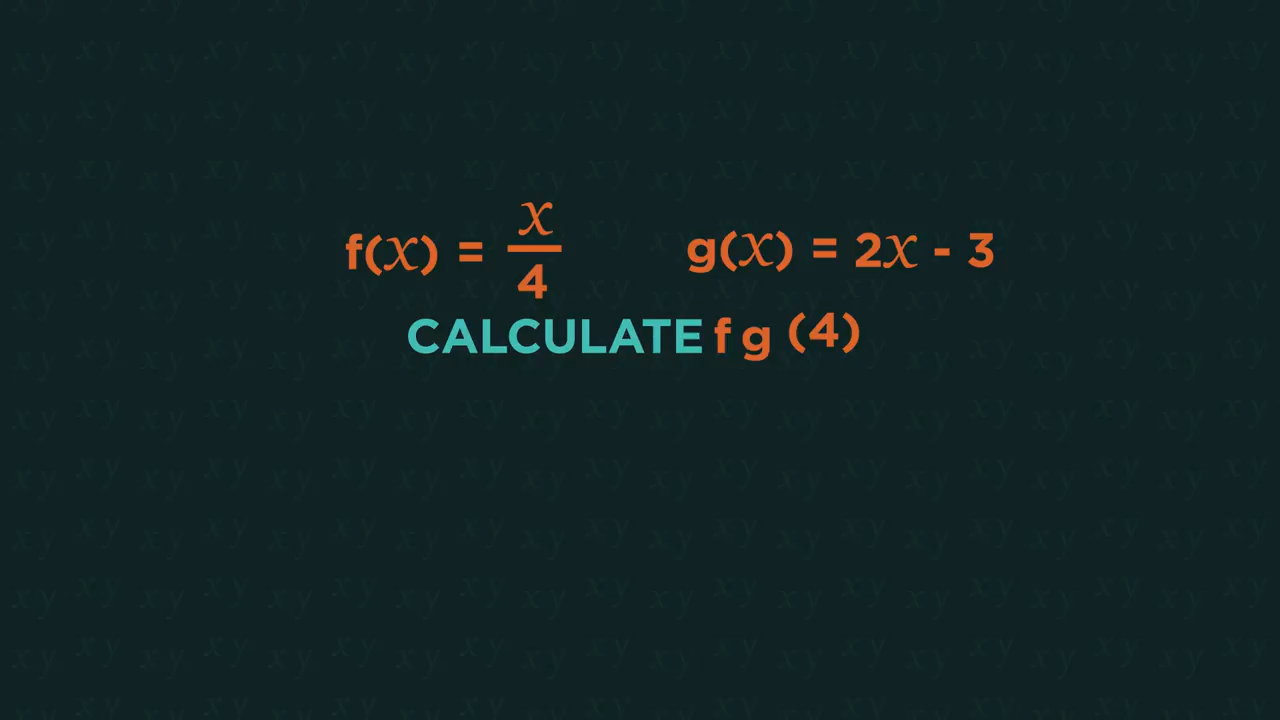 f(x) = x/4 g(x) = 2x - 3
CALCULATE f g (4)